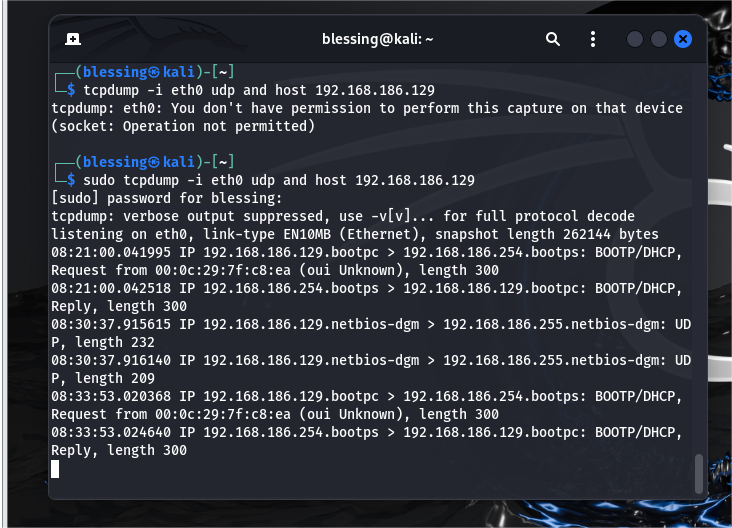 blessing@kali: ~
┌──(blessing㉿kali)-[~]
└─$ tcpdump -i eth0 udp and host 192.168.186.129
tcpdump: eth0: You don't have permission to perform this capture on that device
(socket: Operation not permitted)
┌──(blessing㉿kali)-[~]
└─$ sudo tcpdump -i eth0 udp and host 192.168.186.129
[sudo] password for blessing:
tcpdump: verbose output suppressed, use -v[v]... for full protocol decode
listening on eth0, link-type EN10MB (Ethernet), snapshot length 262144 bytes
08:21:00.041995 IP 192.168.186.129.bootpc > 192.168.186.254.bootps: BOOTP/DHCP,
Request from 00:0c:29:7f:c8:ea (oui Unknown), length 300
08:21:00.042518 IP 192.168.186.254.bootps > 192.168.186.129.bootpc: BOOTP/DHCP,
Reply, length 300
08:30:37.915615 IP 192.168.186.129.netbios-dgm > 192.168.186.255.netbios-dgm: UD
P, length 232
08:30:37.916140 IP 192.168.186.129.netbios-dgm > 192.168.186.255.netbios-dgm: UD
P, length 209
08:33:53.020368 IP 192.168.186.129.bootpc > 192.168.186.254.bootps: BOOTP/DHCP,
Request from 00:0c:29:7f:c8:ea (oui Unknown), length 300
08:33:53.024640 IP 192.168.186.254.bootps > 192.168.186.129.bootpc: BOOTP/DHCP,
Reply, length 300